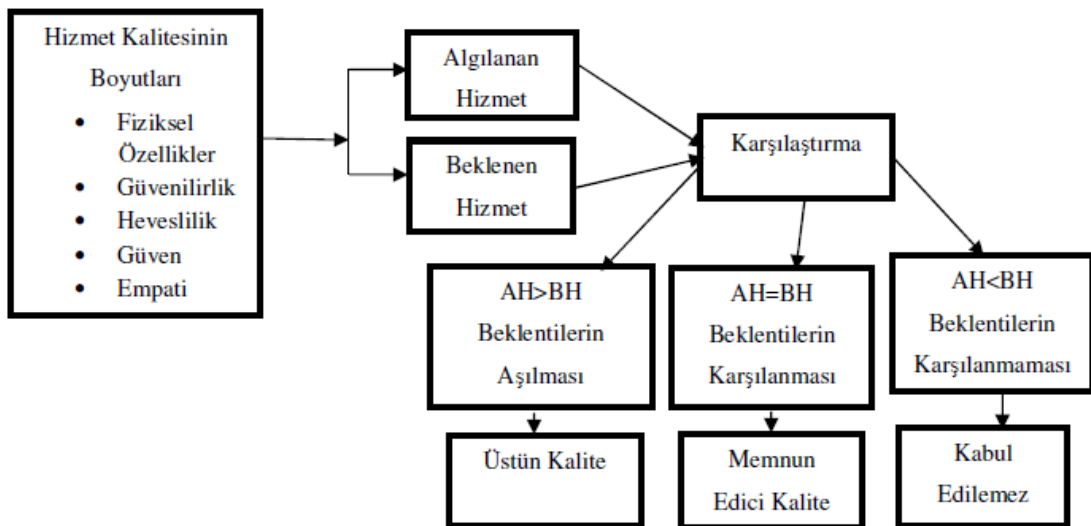 Hizmet Kalitesinin
Boyutları
• Fiziksel
Özellikler
• Güvenilirlik
• Heveslilik
• Güven
• Empati
Algılanan
Hizmet
Beklenen
Hizmet
Karşılaştırma
AH>BH
Beklentilerin
Aşılması
AH=BH
Beklentilerin
Karşılanması
AH<BH
Beklentilerin
Karşılanmaması
Üstün Kalite
Memnun
Edici Kalite
Kabul
Edilemez